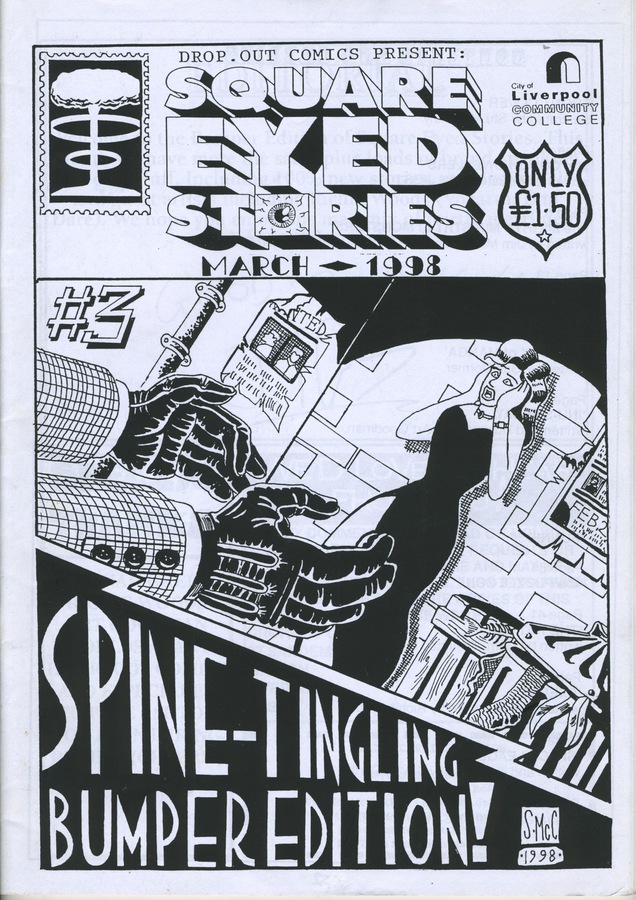 DROP.OUT COMICS PRESENT:
SQUARE
EYED
STORIES
MARCH 1998
City of
Liverpool
COMMUNITY
COLLEGE
ONLY
£1·50
#3
WANTED
FEB 2
SPINE-TINGLING
BUMPER EDITION!
S.McC
·1998·